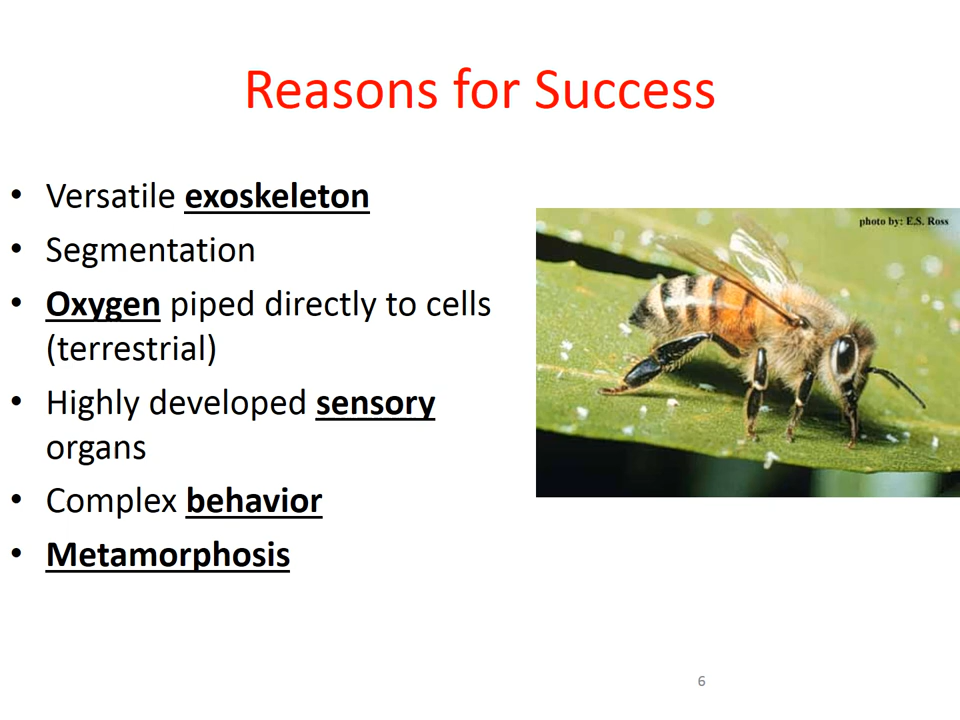 Reasons for Success
• Versatile exoskeleton
• Segmentation
• Oxygen piped directly to cells
(terrestrial)
• Highly developed sensory
organs
• Complex behavior
• Metamorphosis
photo by: E.S. Ross
6